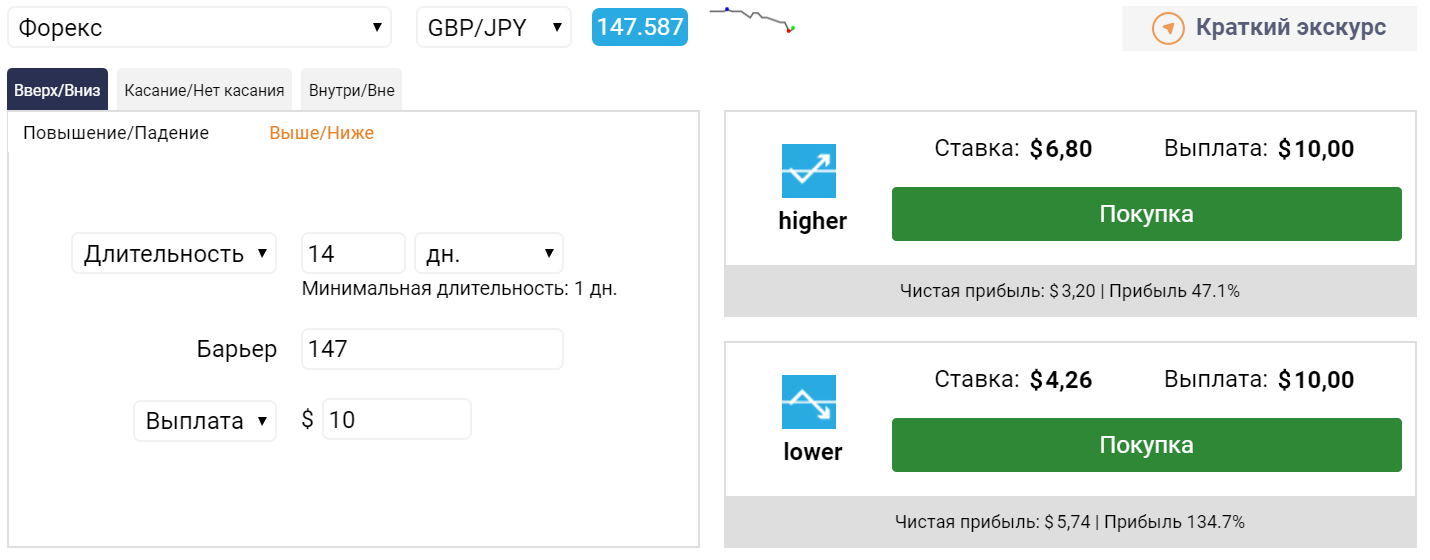 Форекс GBP/JPY 147.587 Краткий экскурс
Вверх/Вниз Касание/Нет касания Внутри/Вне
Повышение/Падение Выше/Ниже
Длительность 14 дн.
Минимальная длительность: 1 дн.
Барьер 147
Выплата $ 10
Ставка: $6,80 Выплата: $10,00
higher Покупка
Чистая прибыль: $3,20 | Прибыль 47.1%
Ставка: $4,26 Выплата: $10,00
lower Покупка
Чистая прибыль: $5,74 | Прибыль 134.7%